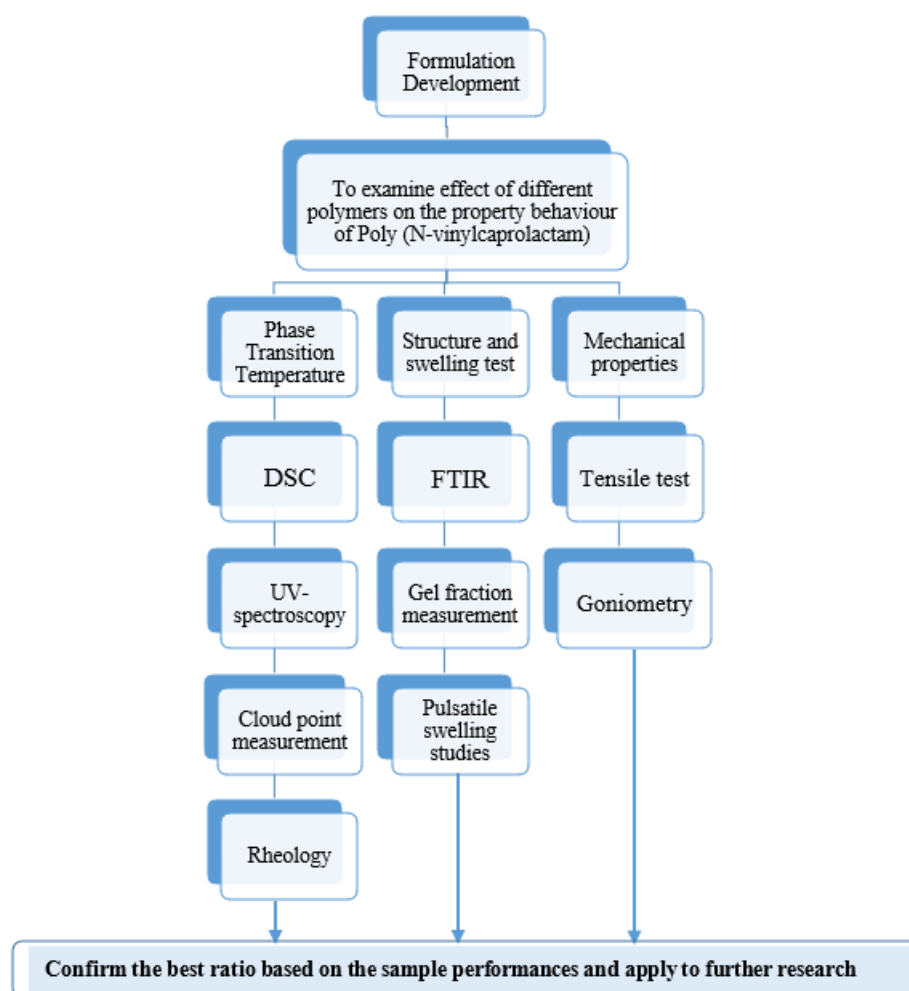 Formulation
Development
To examine effect of different
polymers on the property behaviour
of Poly (N-vinylcaprolactam)
Phase
Transition
Temperature
Structure and
swelling test
Mechanical
properties
DSC
FTIR
Tensile test
UV-
spectroscopy
Gel fraction
measurement
Goniometry
Cloud point
measurement
Pulsatile
swelling
studies
Rheology
Confirm the best ratio based on the sample performances and apply to further research